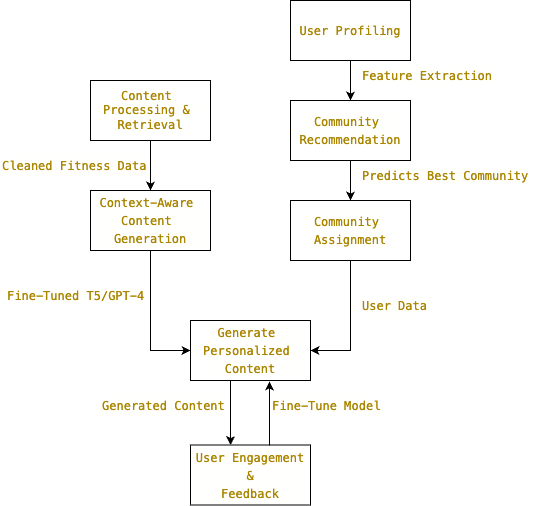 User Profiling
Feature Extraction
Content
Processing &
Retrieval
Community
Recommendation
Cleaned Fitness Data
Predicts Best Community
Context-Aware
Content
Generation
Community
Assignment
Fine-Tuned T5/GPT-4
User Data
Generate
Personalized
Content
Generated Content
Fine-Tune Model
User Engagement
&
Feedback